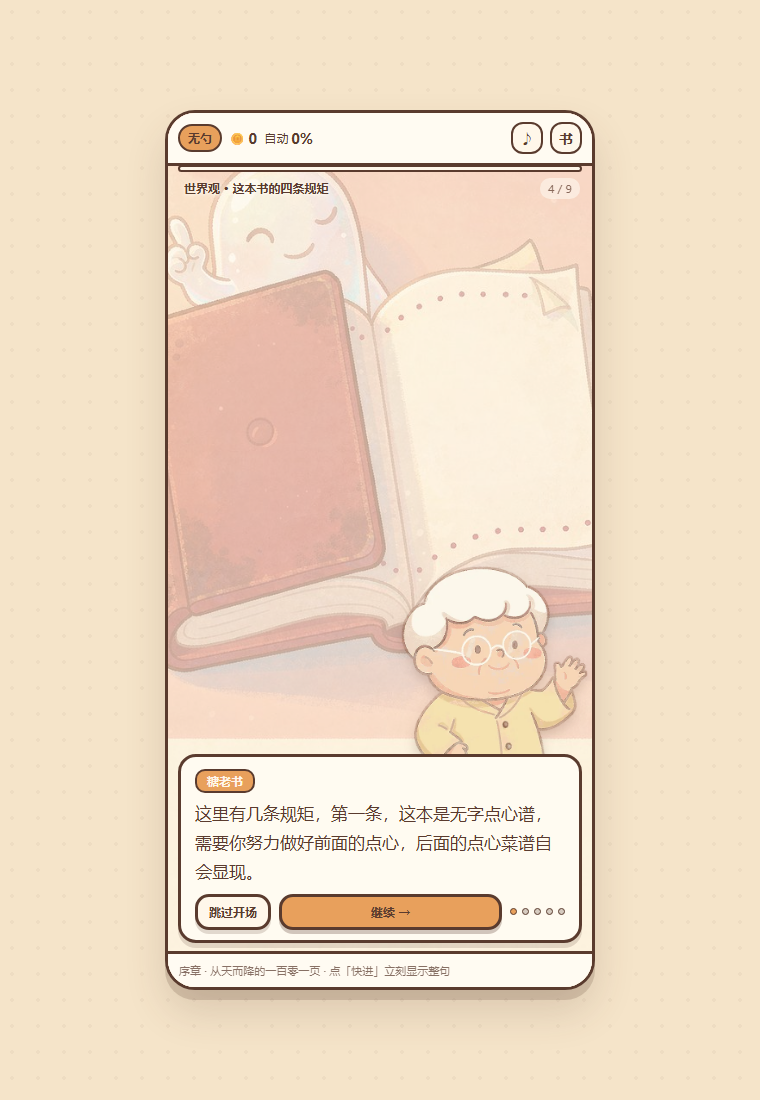 无勺 0 自动 0% ♪ 书
世界观 • 这本书的四条规矩 4 / 9
糖老书
这里有几条规矩，第一条，这本是无字点心谱，
需要你努力做好前面的点心，后面的点心菜谱自
会显现。
跳过开场 继续 →
序章 · 从天而降的一百零一页 · 点「快进」立刻显示整句